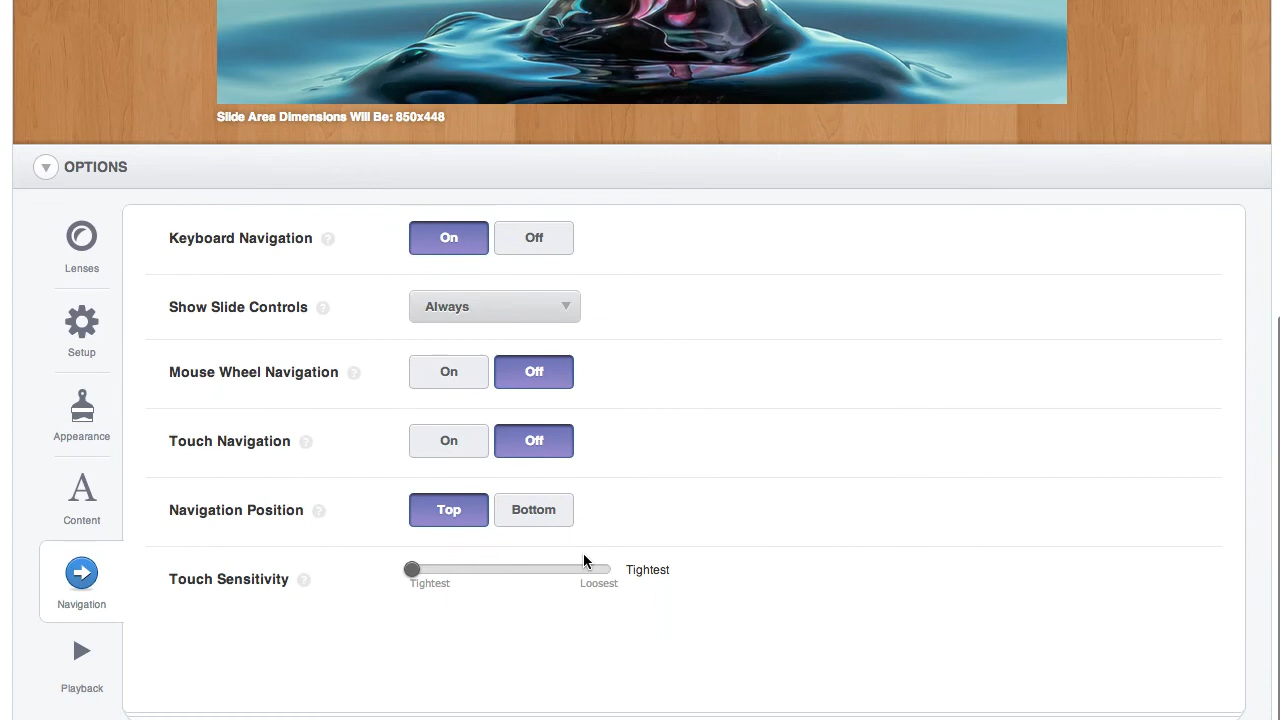 Slide Area Dimensions Will Be: 850x448
OPTIONS
Lenses
Setup
Appearance
Content
Navigation
Playback
Keyboard Navigation ? On Off
Show Slide Controls ? Always
Mouse Wheel Navigation ? On Off
Touch Navigation ? On Off
Navigation Position ? Top Bottom
Touch Sensitivity ? Tightest
Tightest Loosest